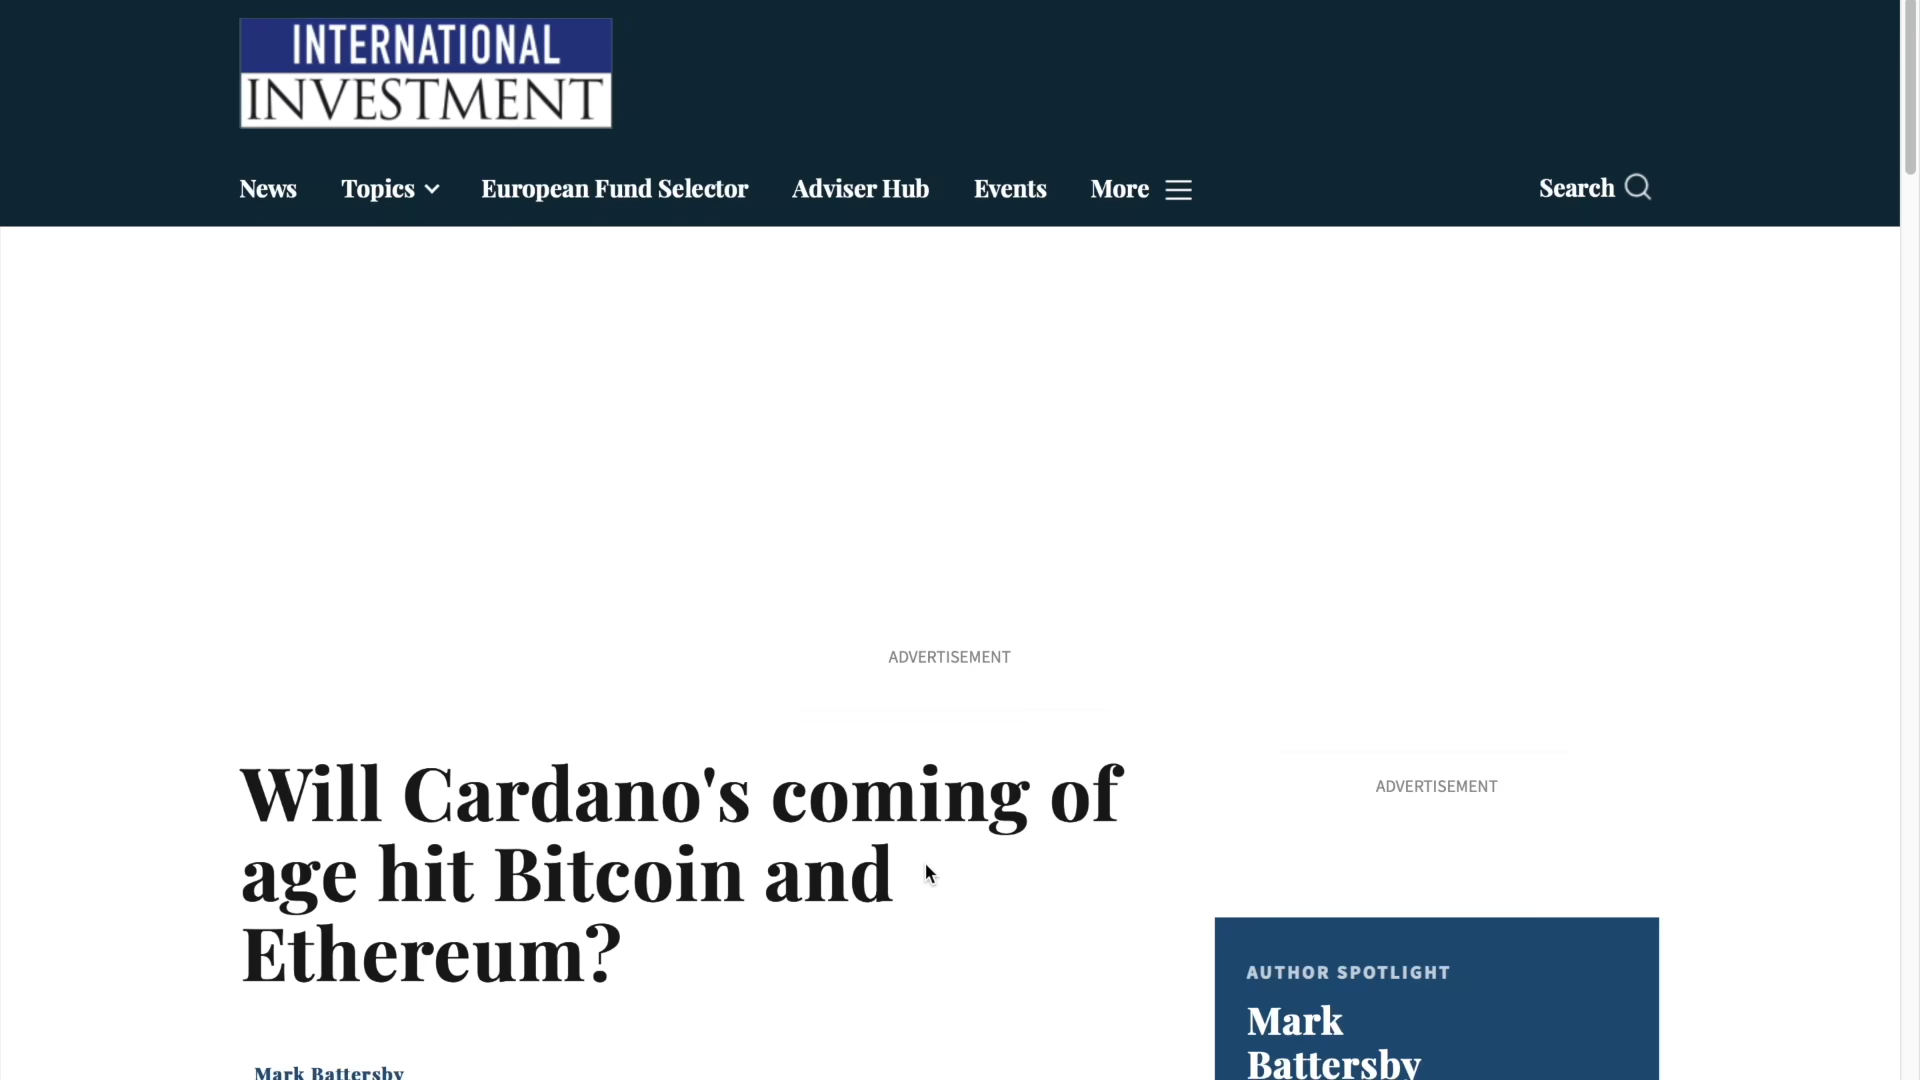 INTERNATIONAL
INVESTMENT
News Topics European Fund Selector Adviser Hub Events More Search
ADVERTISEMENT
Will Cardano's coming of
age hit Bitcoin and
Ethereum?
Mark Battersby
ADVERTISEMENT
AUTHOR SPOTLIGHT
Mark
Battersby